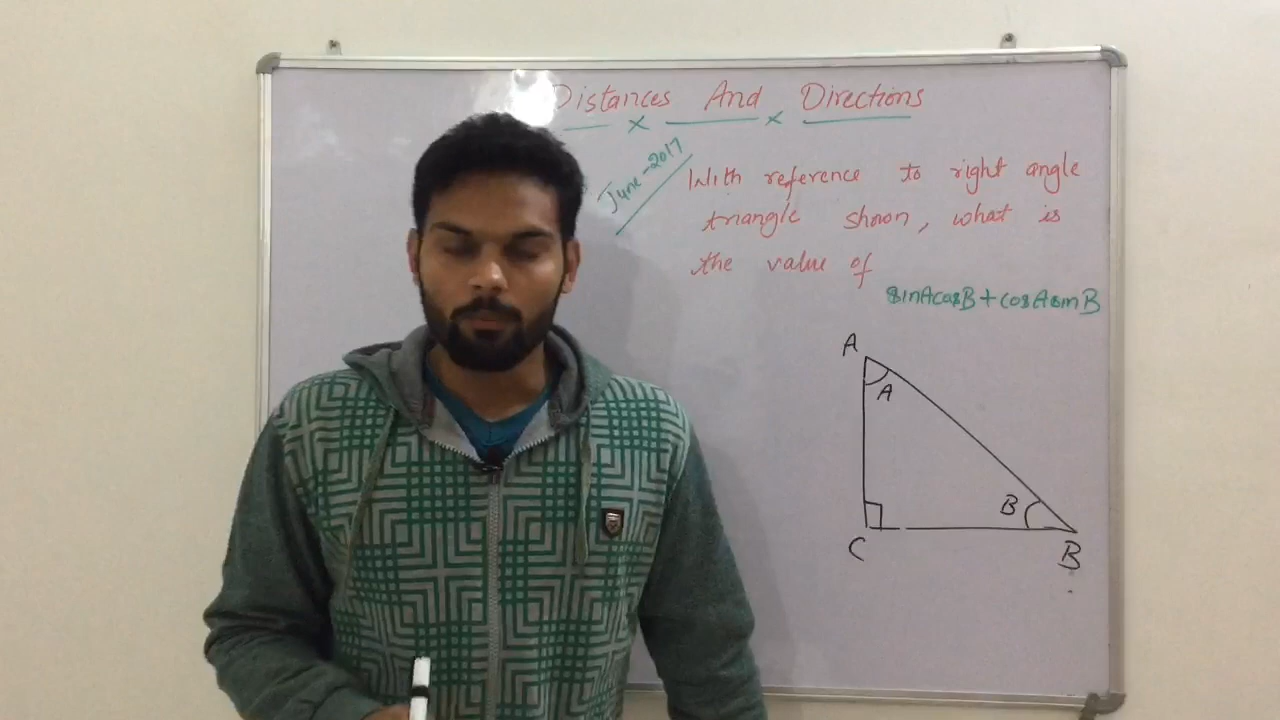 Distances And Directions
June-2017
With reference to right angle
triangle shown, what is
the value of
sinAcosB+cosAsinB
A
A
B
C
B